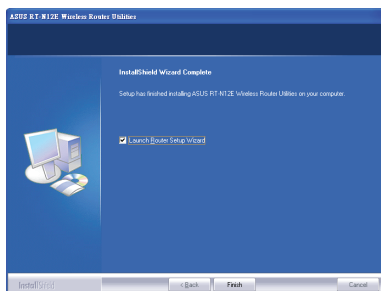 ASUS RT-N12E Wireless Router Utilities
InstallShield Wizard Complete
Setup has finished installing ASUS RT-N12E Wireless Router Utilities on your computer.
Launch Router Setup Wizard
InstallShield
< Back
Finish
Cancel